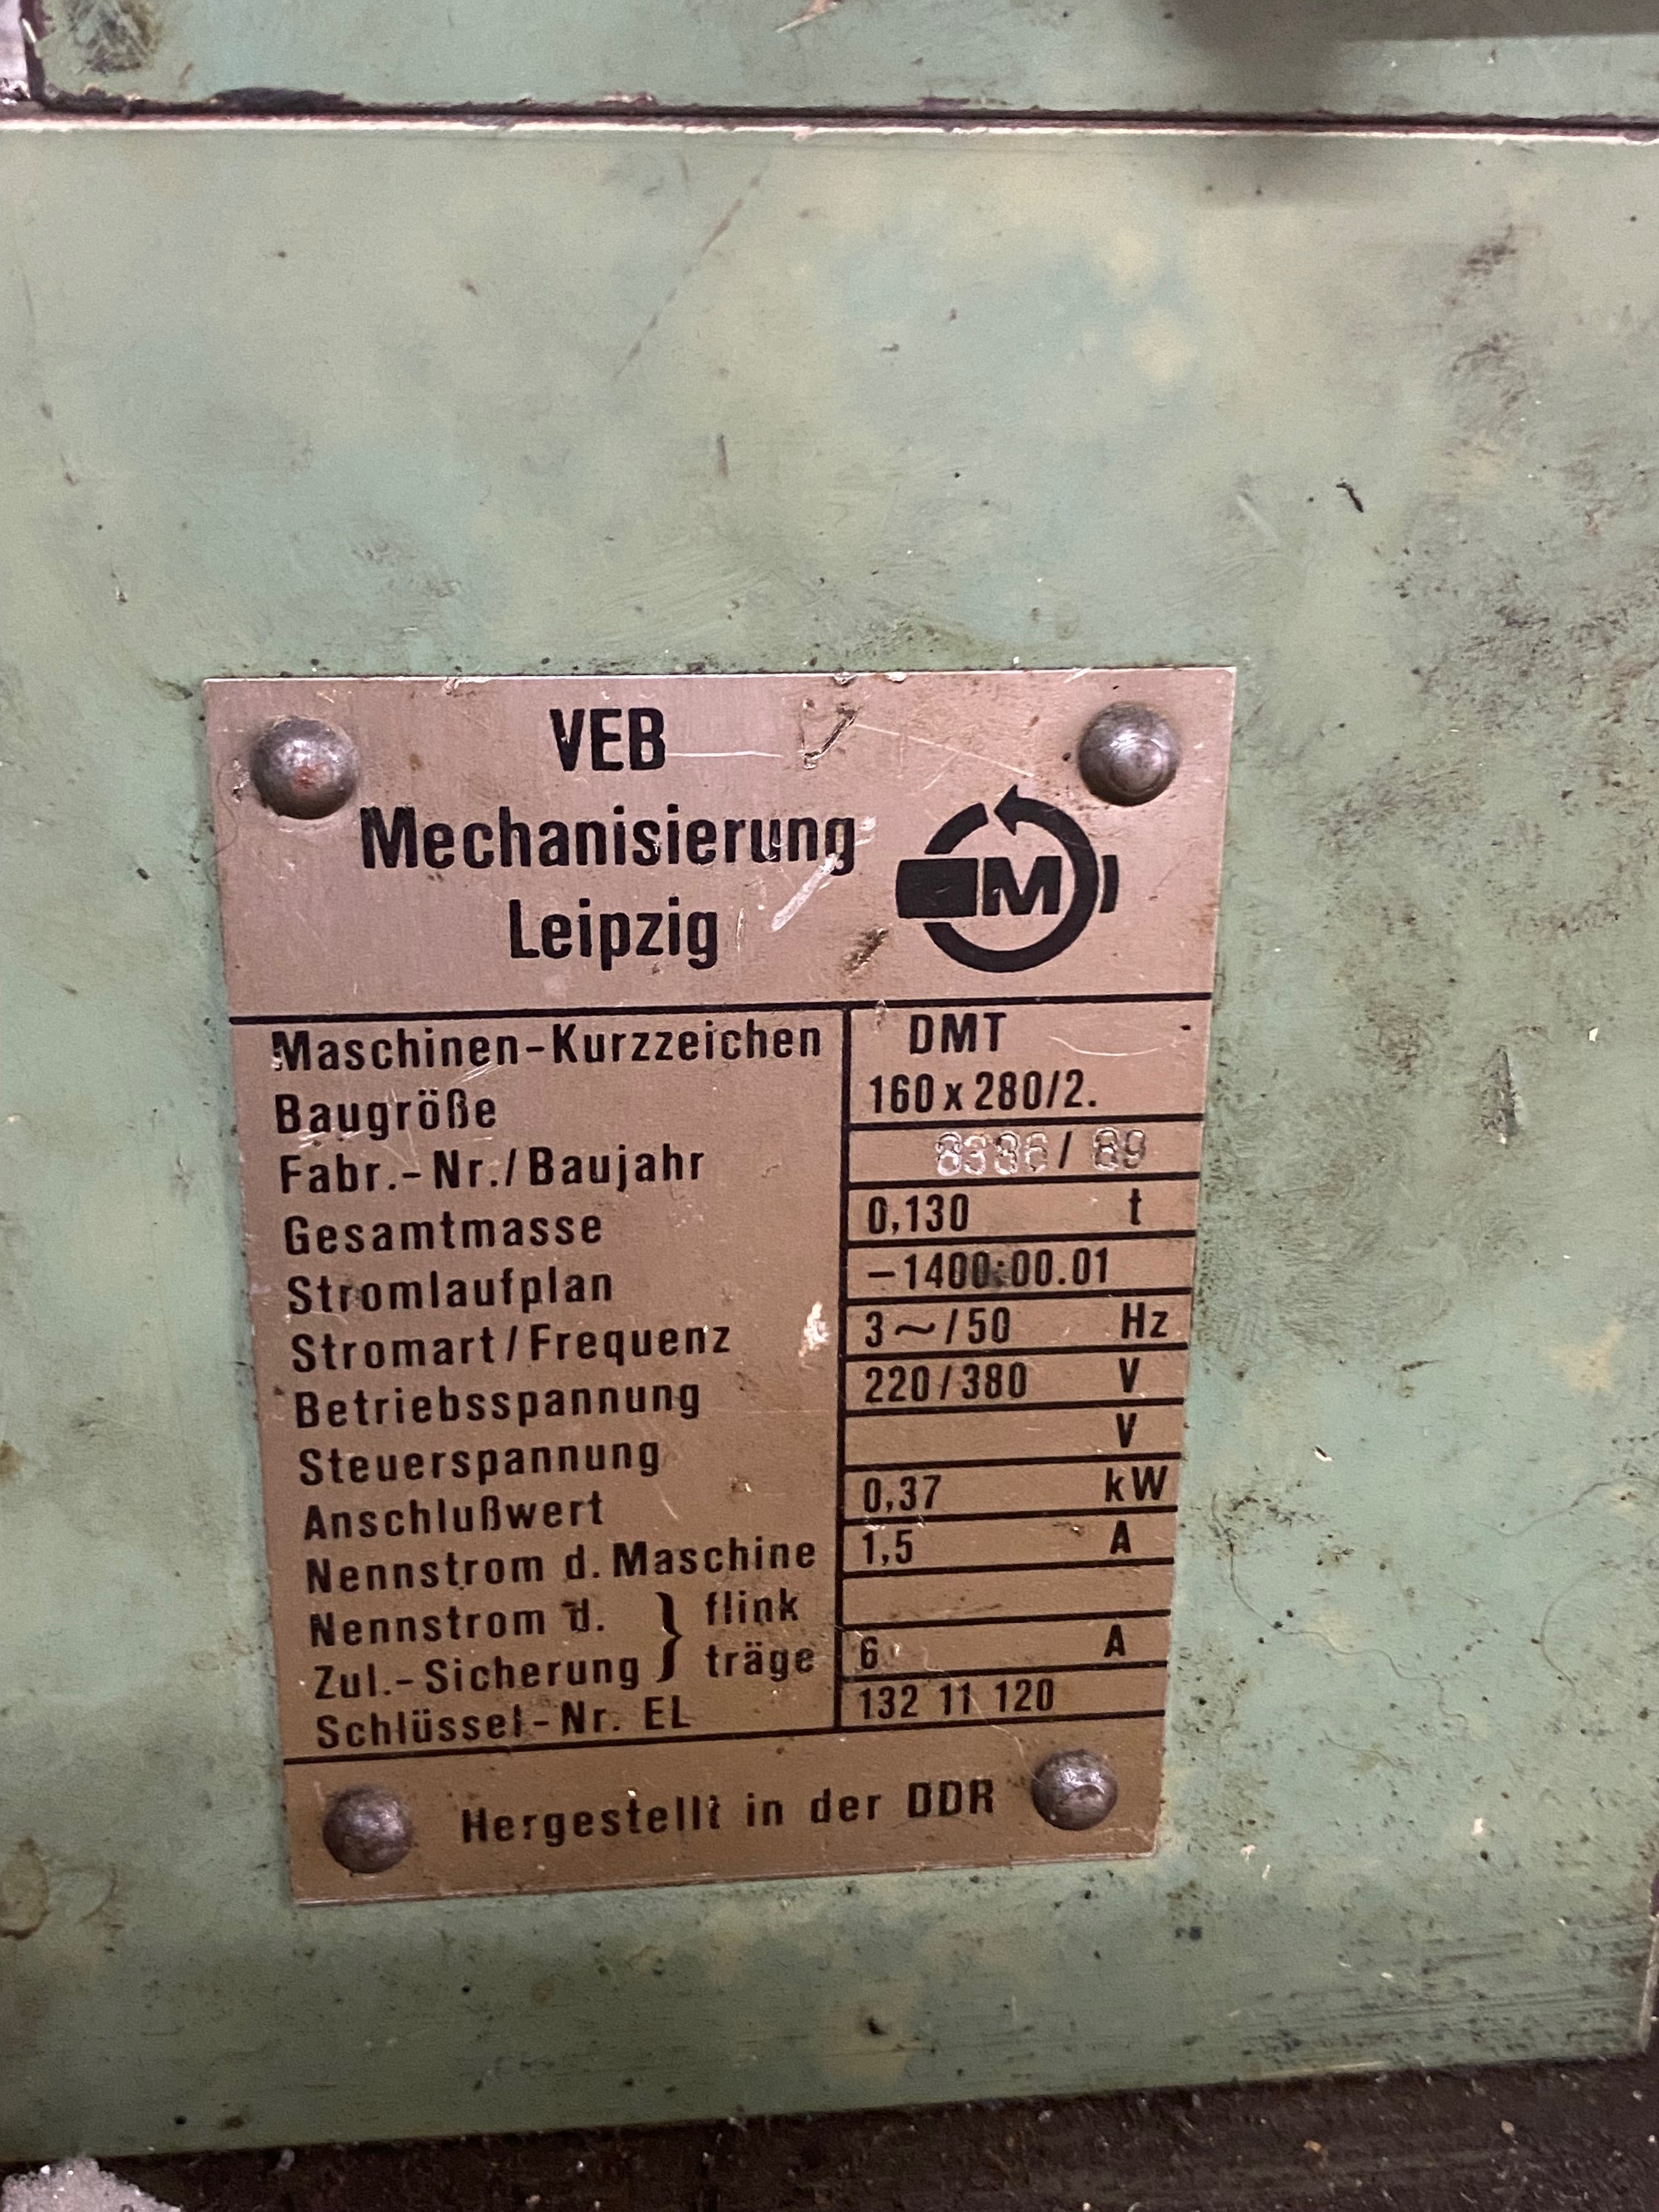 VEB
Mechanisierung
Leipzig
M
Maschinen-Kurzzeichen DMT
Baugröße 160 x 280/2.
Fabr.-Nr./Baujahr 8386/ 89
Gesamtmasse 0,130 t
Stromlaufplan -1400:00.01
Stromart/Frequenz 3~/50 Hz
Betriebsspannung 220/380 V
Steuerspannung V
Anschlußwert 0,37 kW
Nennstrom d. Maschine 1,5 A
Nennstrom d. } flink
Zul.-Sicherung träge 6 A
Schlüssel-Nr. EL 132 11 120
Hergestellt in der DDR